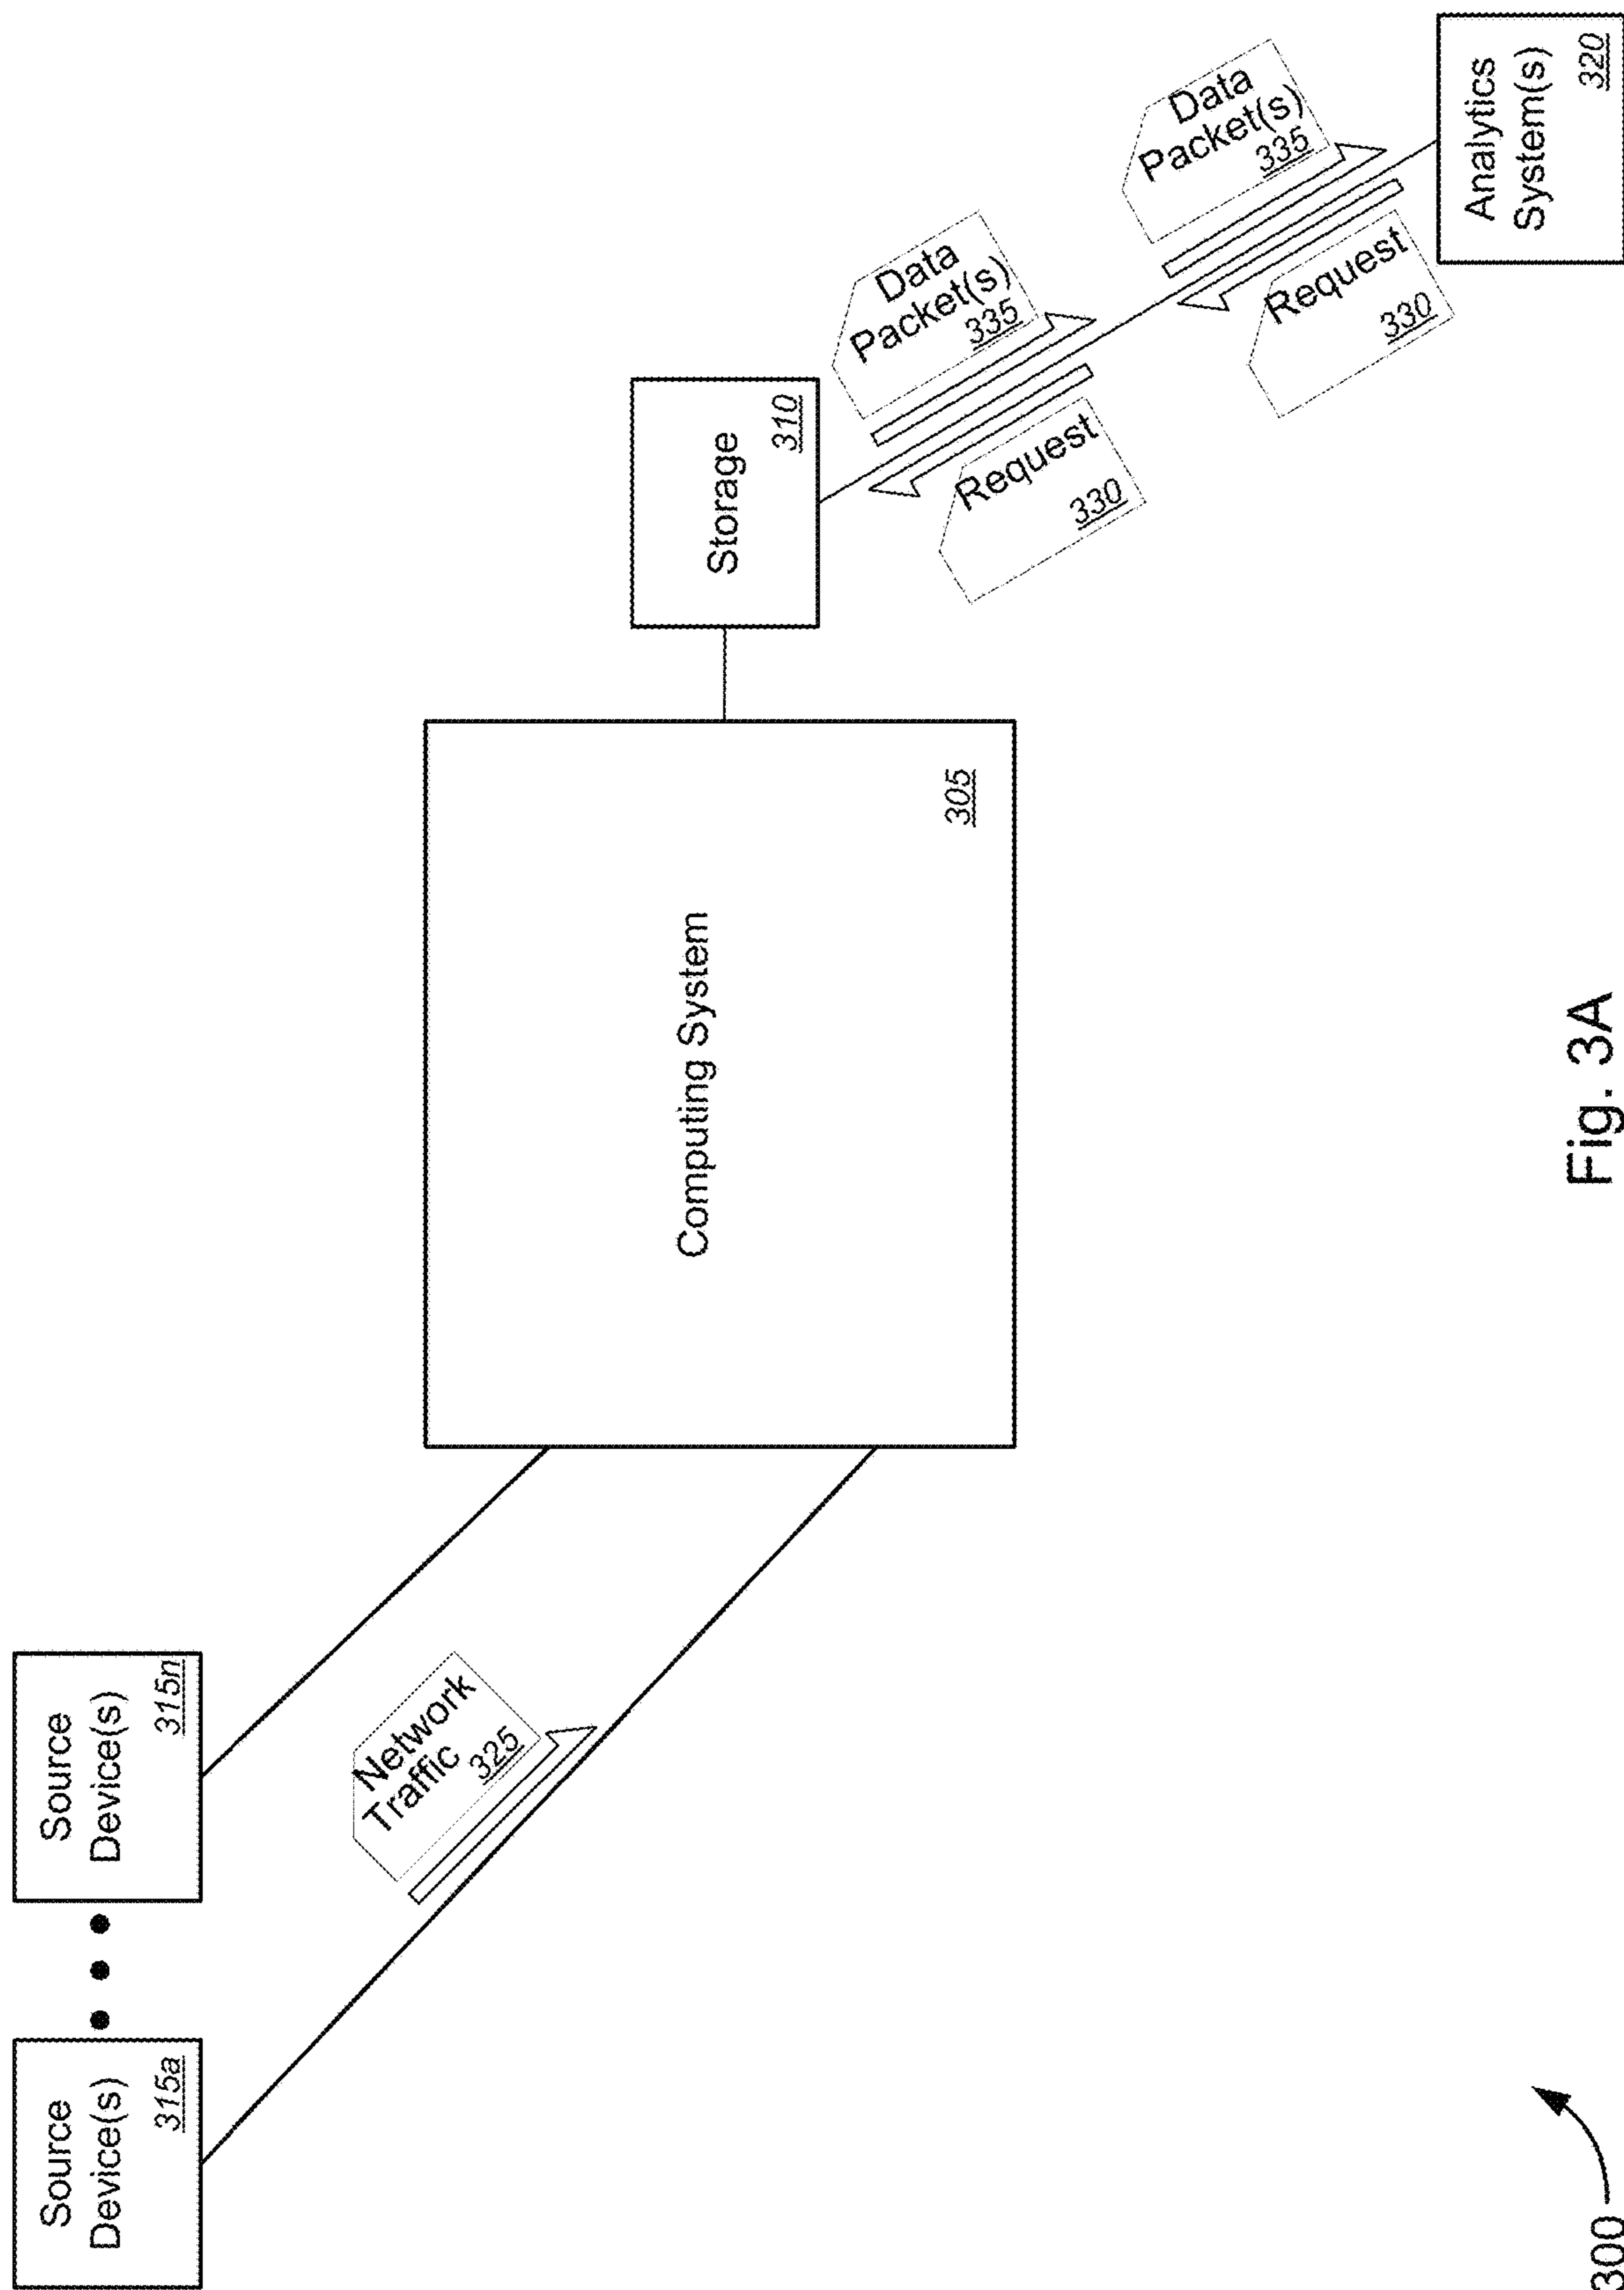 Source
Device(s)
315a
Source
Device(s)
315n
Network
Traffic
325
Computing System
305
Storage
310
Data
Packet(s)
335
Request
330
Data
Packet(s)
335
Request
330
Analytics
System(s)
320
300
Fig. 3A